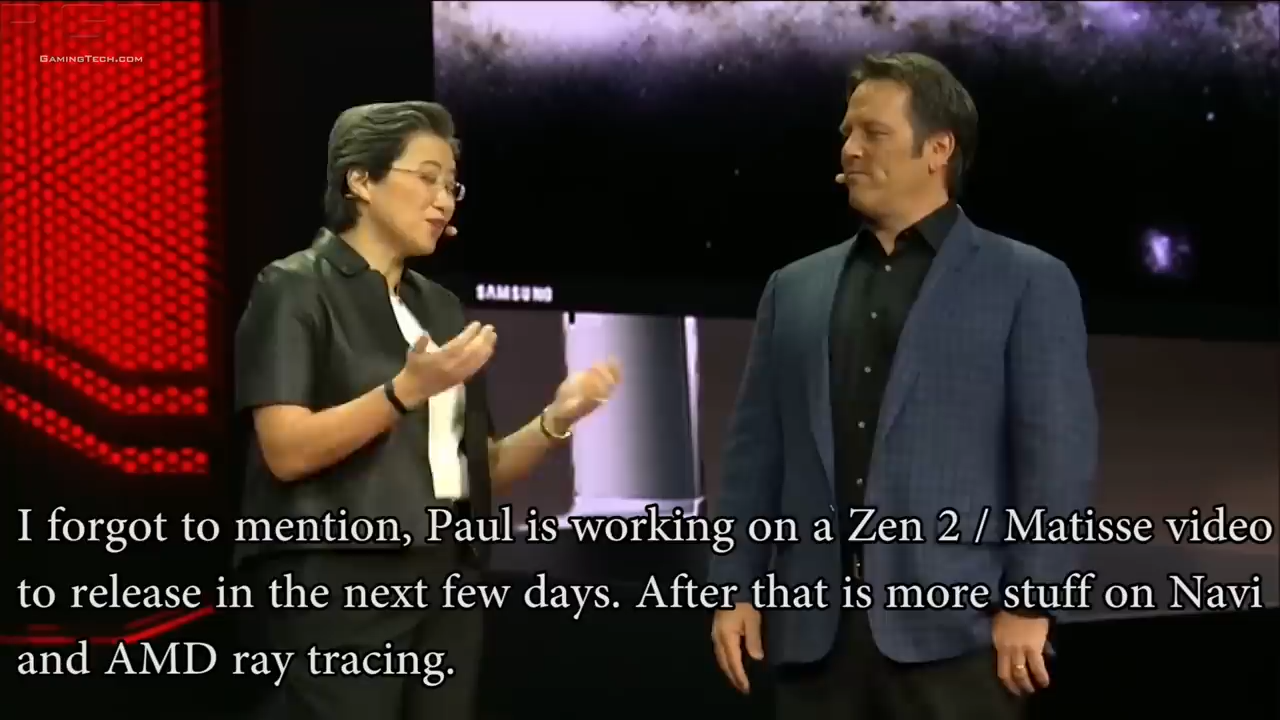 GamingTech.com
SAMSUNG
I forgot to mention, Paul is working on a Zen 2 / Matisse video
to release in the next few days. After that is more stuff on Navi
and AMD ray tracing.